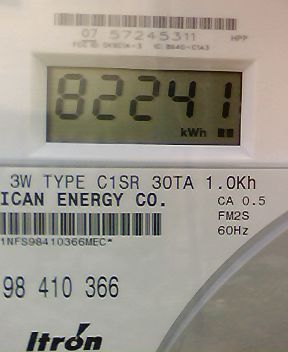 07 57245311 HPP
82241
kWh
3W TYPE C1SR 30TA 1.0Kh
ICAN ENERGY CO.
CA 0.5
FM2S
60Hz
1NFS98410366MEC*
98 410 366
Itron